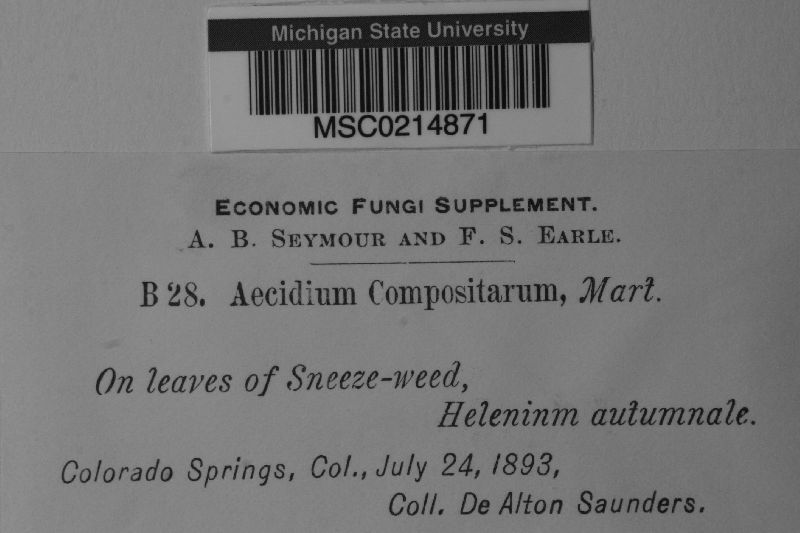 Michigan State University
MSC0214871
ECONOMIC FUNGI SUPPLEMENT.
A. B. SEYMOUR AND F. S. EARLE.
B 28. Aecidium Compositarum, Mart.
On leaves of Sneeze-weed,
Heleninm autumnale.
Colorado Springs, Col., July 24, 1893,
Coll. De Alton Saunders.